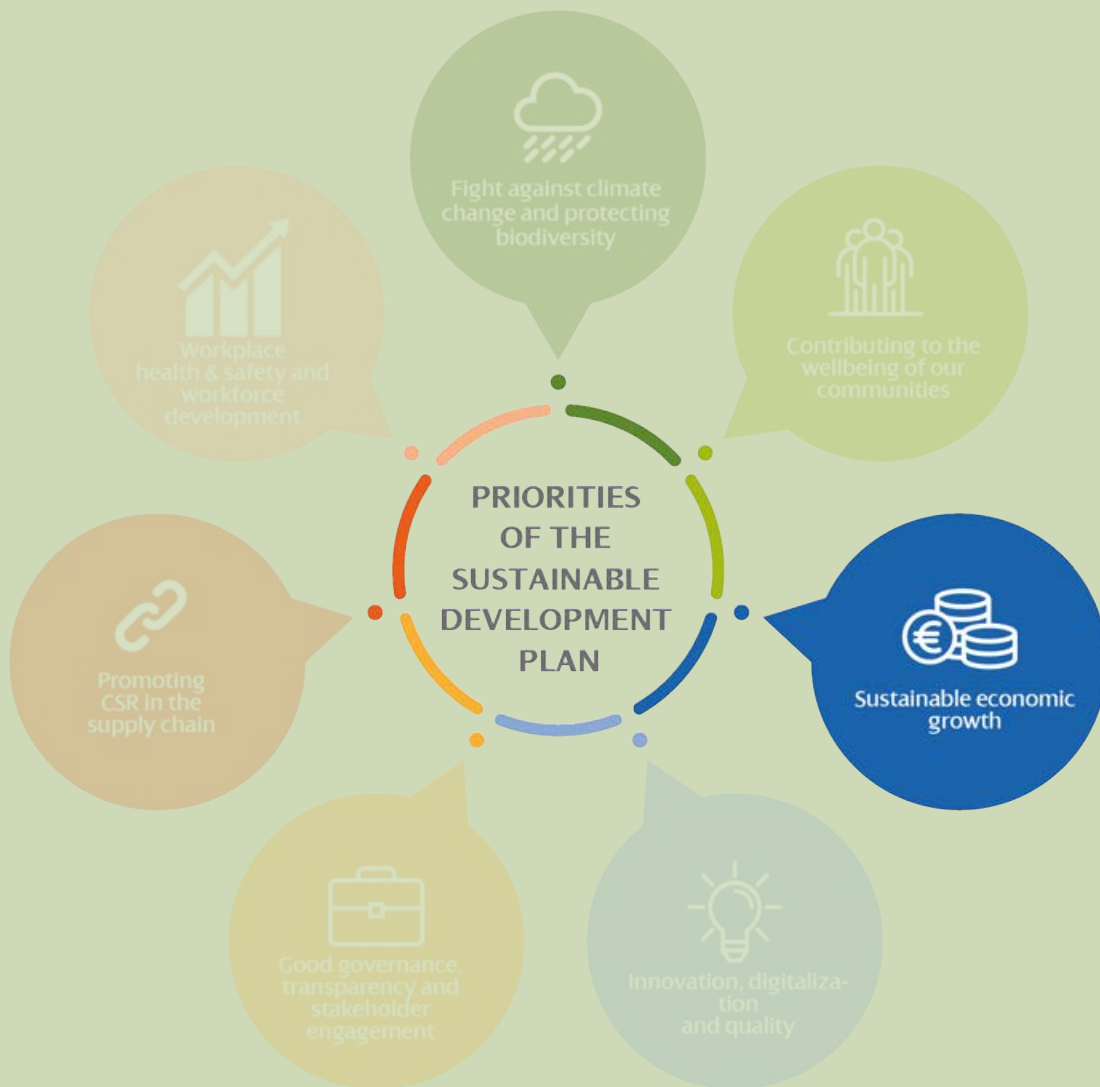 Fight against climate
change and protecting
biodiversity
Contributing to the
wellbeing of our
communities
Sustainable economic
growth
Innovation, digitaliza-
tion
and quality
Good governance,
transparency and
stakeholder
engagement
Promoting
CSR in the
supply chain
Workplace
health & safety and
workforce
development
PRIORITIES
OF THE
SUSTAINABLE
DEVELOPMENT
PLAN